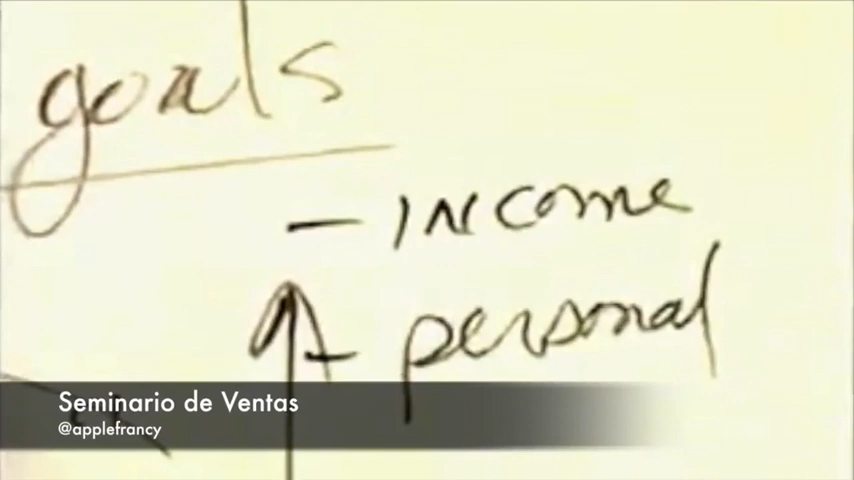 goals
- INcome
- personal
Seminario de Ventas
@applefrancy